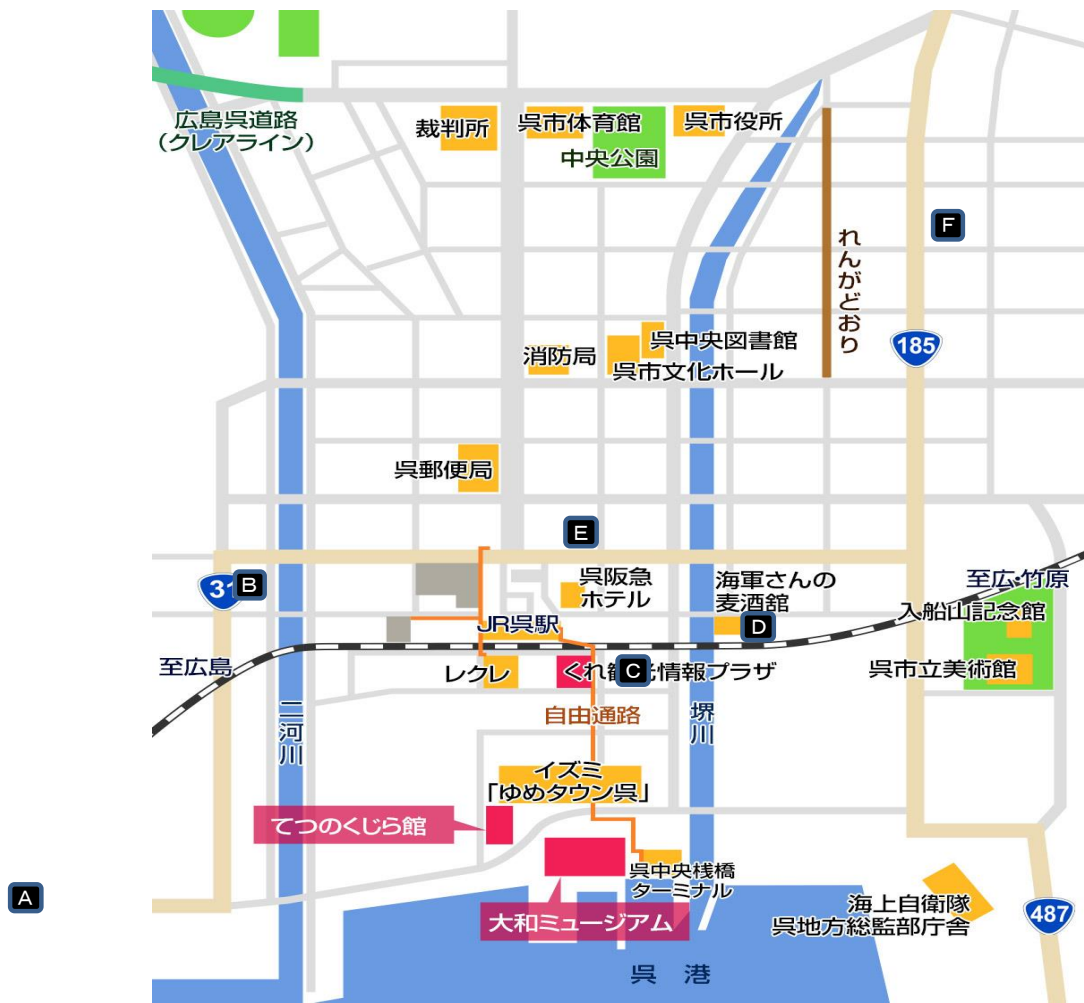 広島呉道路
(クレアライン)
裁判所
呉市体育館
中央公園
呉市役所
F
れんがどおり
185
消防局
呉中央図書館
呉市文化ホール
呉郵便局
E
31
B
呉阪急
ホテル
海軍さんの
麦酒館
D
至広・竹原
入船山記念館
JR呉駅
至広島
レクレ
くれ観光情報プラザ
C
呉市立美術館
自由通路
二河川
堺川
イズミ
「ゆめタウン呉」
てつのくじら館
A
大和ミュージアム
呉中央桟橋
ターミナル
海上自衛隊
呉地方総監部庁舎
487
呉 港